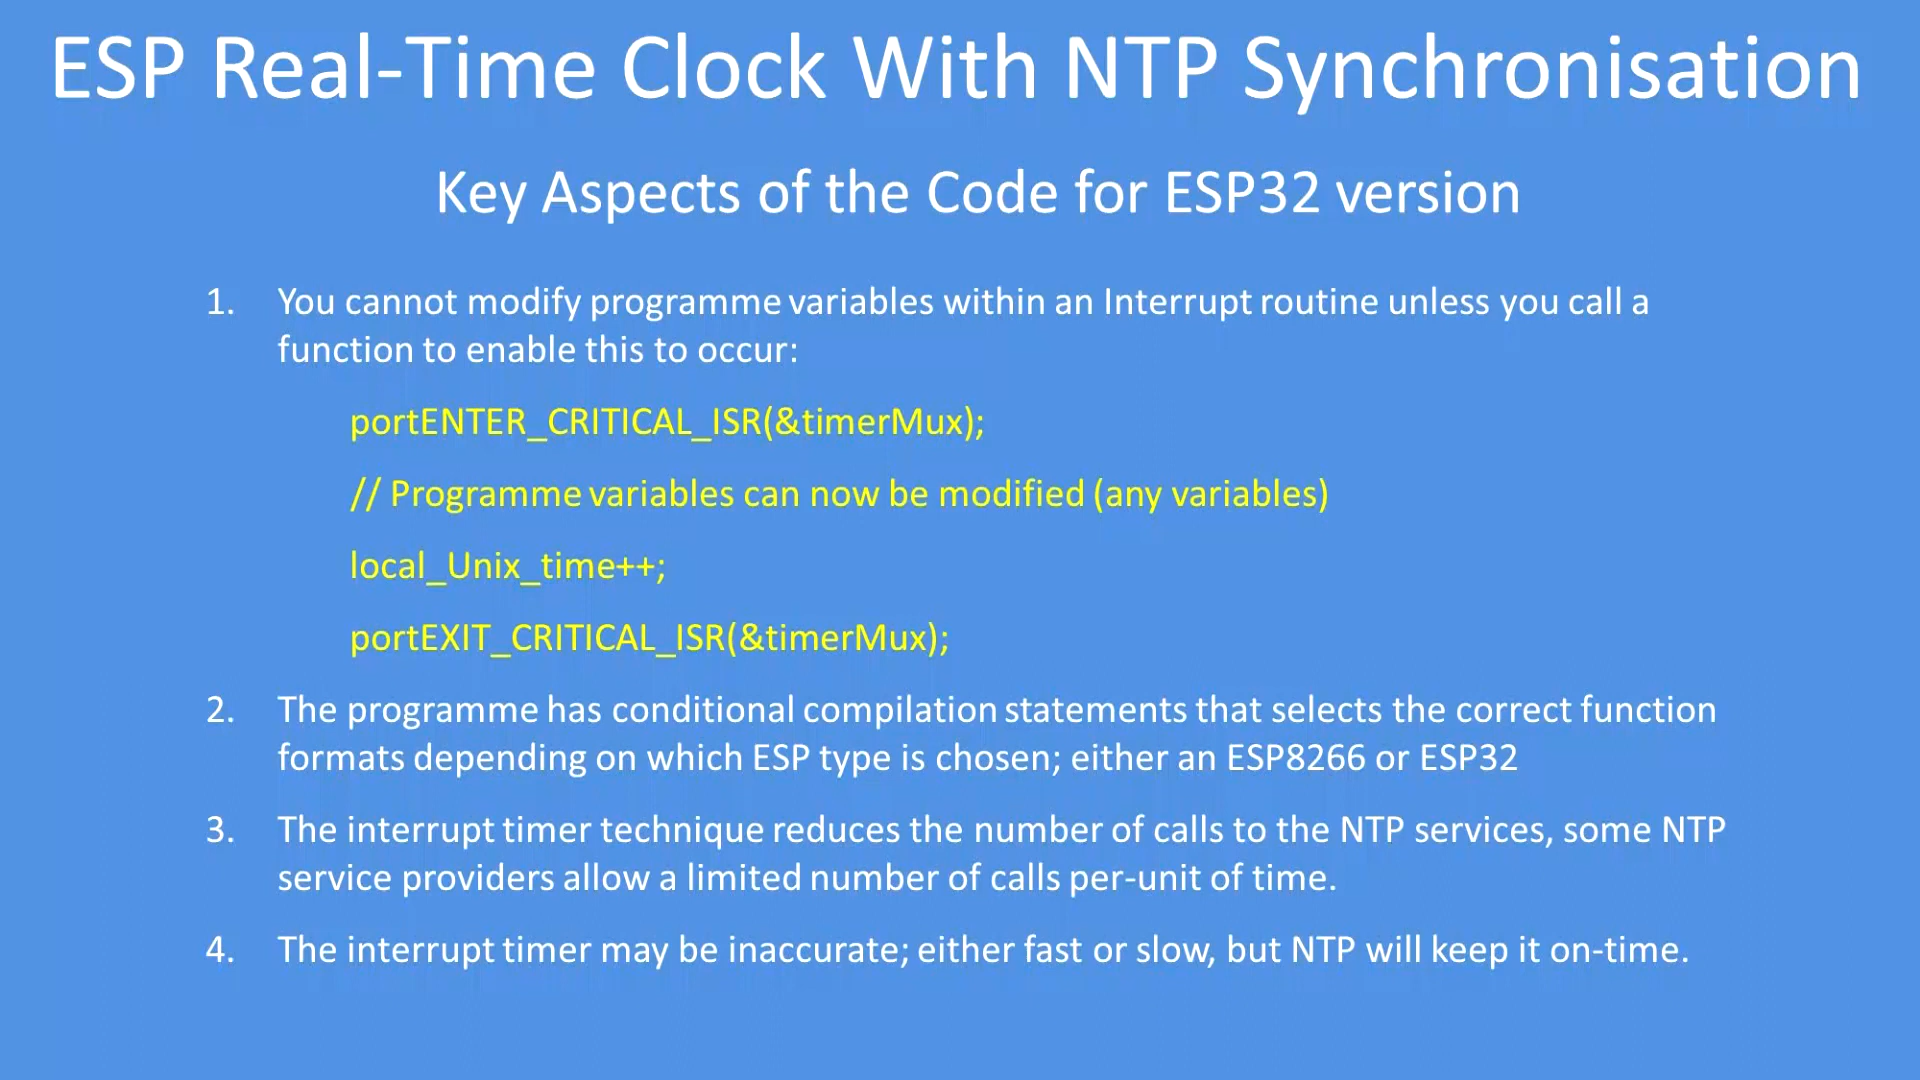 ESP Real-Time Clock With NTP Synchronisation
Key Aspects of the Code for ESP32 version
1. You cannot modify programme variables within an Interrupt routine unless you call a
function to enable this to occur:
portENTER_CRITICAL_ISR(&timerMux);
// Programme variables can now be modified (any variables)
local_Unix_time++;
portEXIT_CRITICAL_ISR(&timerMux);
2. The programme has conditional compilation statements that selects the correct function
formats depending on which ESP type is chosen; either an ESP8266 or ESP32
3. The interrupt timer technique reduces the number of calls to the NTP services, some NTP
service providers allow a limited number of calls per-unit of time.
4. The interrupt timer may be inaccurate; either fast or slow, but NTP will keep it on-time.